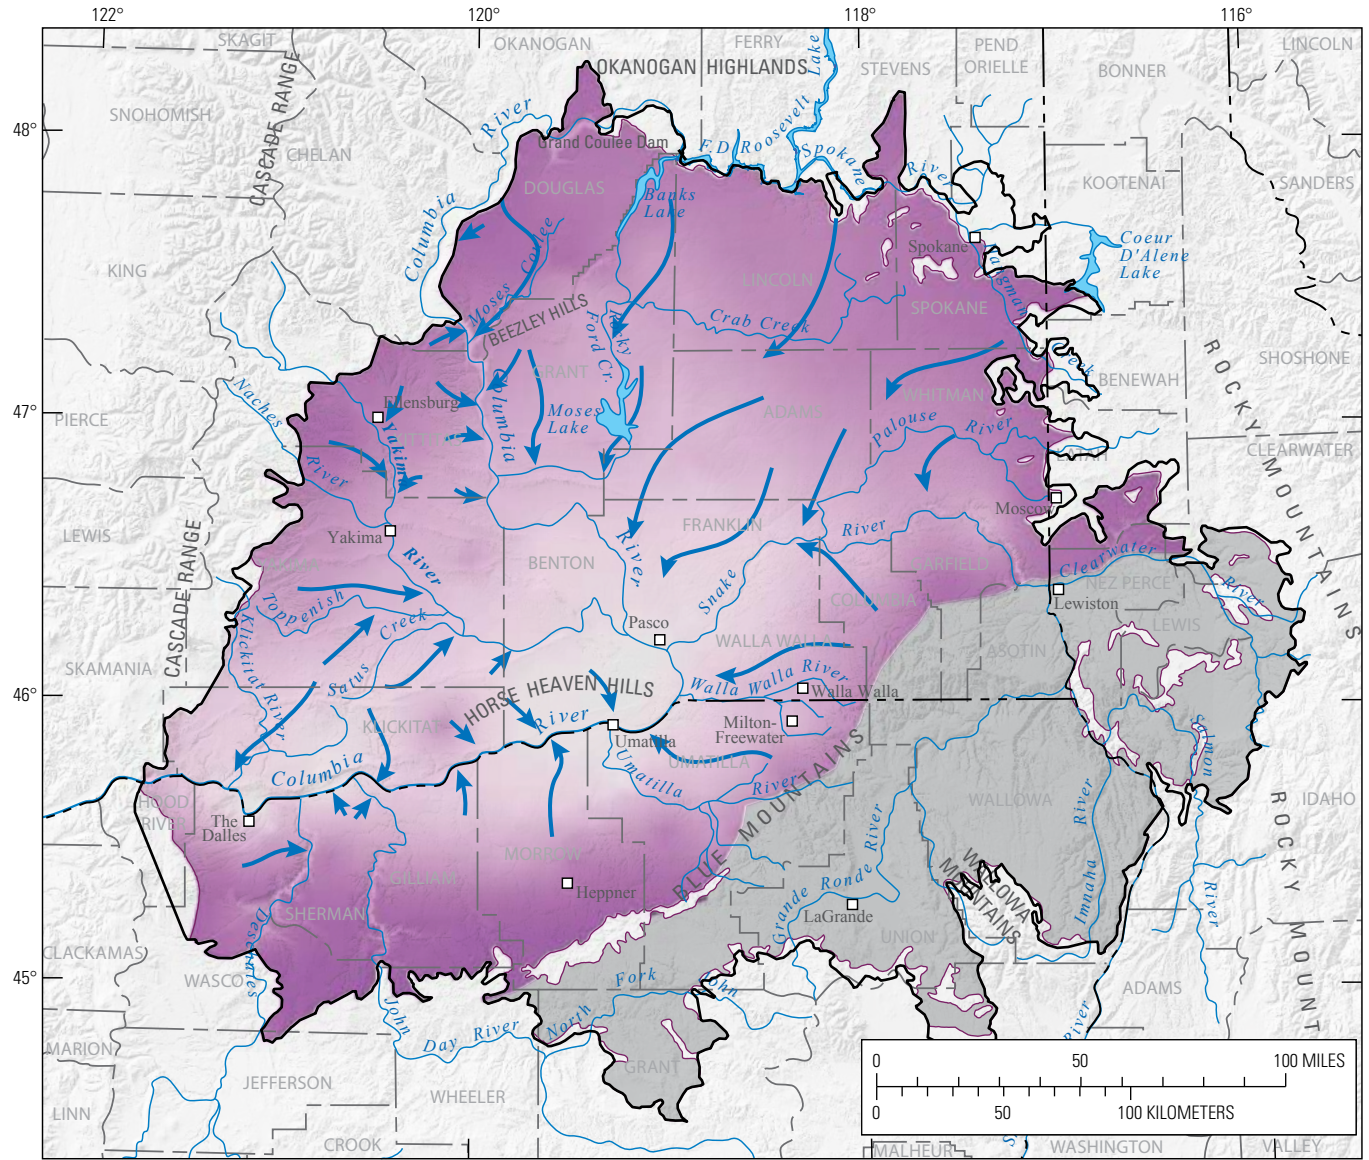 122°
120°
118°
116°
48°
47°
46°
45°
SKAGIT
OKANOGAN
FERRY
STEVENS
PEND
ORIELLE
BONNER
LINCOLN
OKANOGAN HIGHLANDS
Lake
F.D. Roosevelt
SNOHOMISH
CASCADE RANGE
CHELAN
River
Columbia
Grand Coulee Dam
DOUGLAS
Banks
Lake
Spokane
River
KOOTENAI
SANDERS
Spokane
Coeur
D'Alene
Lake
KING
Moses Coulee
BEEZLEY HILLS
LINCOLN
SPOKANE
Hangman
Creek
Crab Creek
Rocky
Ford Cr.
GRANT
ROCKY MOUNTAINS
SHOSHONE
BENEWAH
Naches
River
Ellensburg
KITTITAS
Yakima
River
Columbia
River
Moses
Lake
ADAMS
WHITMAN
Palouse River
PIERCE
LATAH
CLEARWATER
Moscow
LEWIS
Yakima
CASCADE RANGE
YAKIMA
BENTON
FRANKLIN
Snake
River
GARFIELD
COLUMBIA
Clearwater
River
NEZ PERCE
Lewiston
LEWIS
Toppenish
Creek
Satus
Klickitat River
Pasco
WALLA WALLA
ASOTIN
SKAMANIA
Walla Walla River
Walla Walla
Milton-
Freewater
HORSE HEAVEN HILLS
KLICKITAT
Columbia
River
Umatilla
UMATILLA
Umatilla
River
Salmon
River
HOOD
RIVER
The
Dalles
BLUE MOUNTAINS
WALLOWA
Imnaha
River
IDAHO
ROCKY MOUNT
MORROW
Heppner
GILLIAM
SHERMAN
Deschutes
WALLOWA
MOUNTAINS
Grande Ronde River
LaGrande
UNION
CLACKAMAS
WASCO
North
Fork
John
John
Day River
ADAMS
River
MARION
JEFFERSON
WHEELER
GRANT
LINN
CROOK
0 50 100 MILES
0 50 100 KILOMETERS
MALHEUR
WASHINGTON
VALLEY